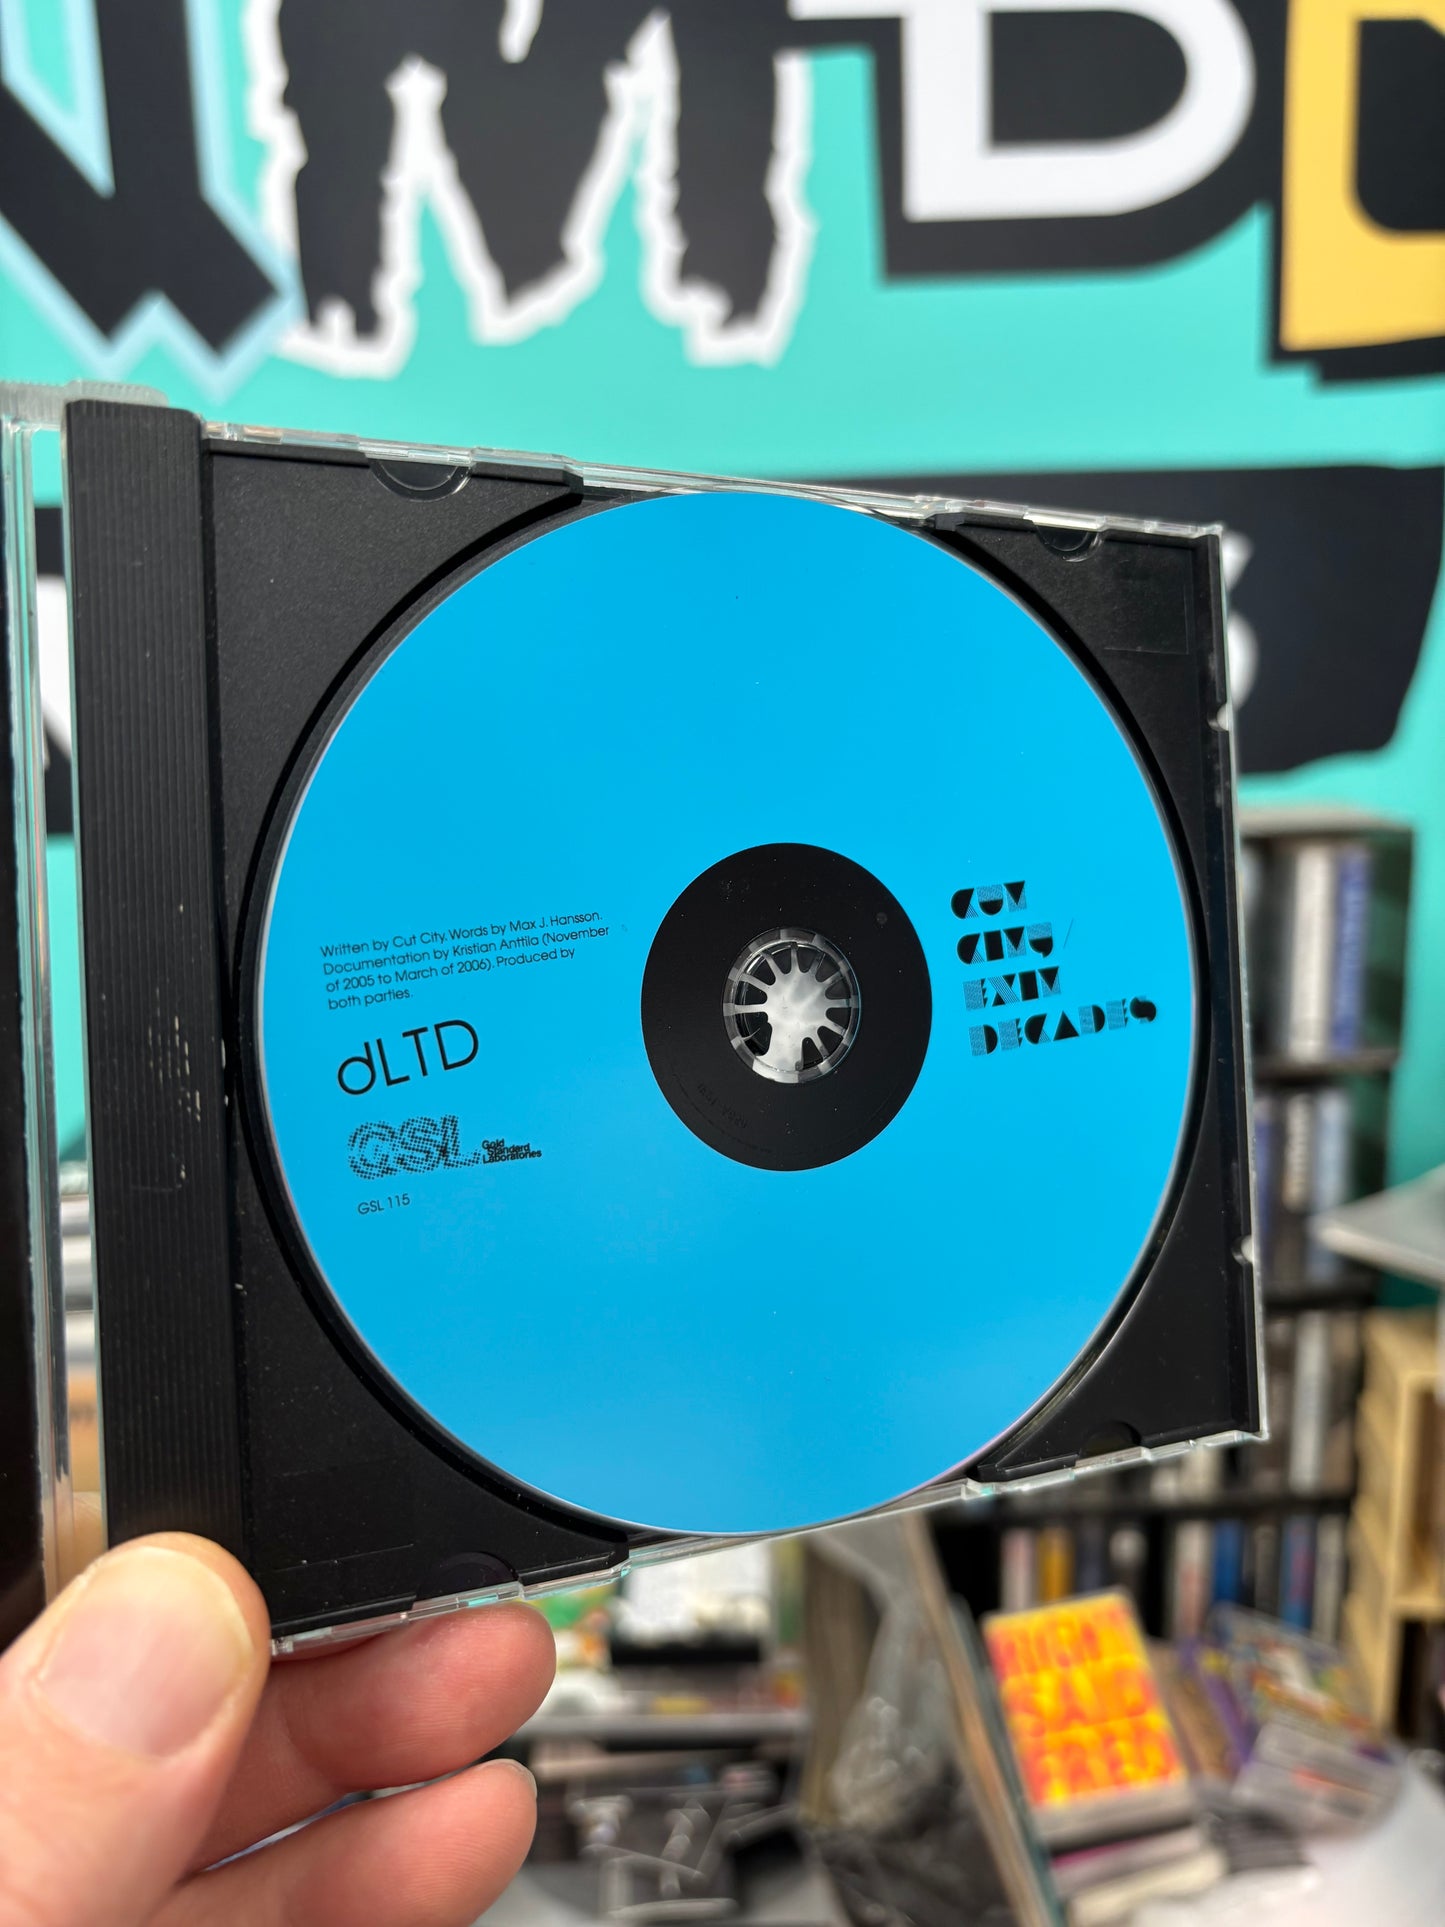 Written by Cut City. Words by Max J. Hansson.
Documentation by Kristian Anttila (November
of 2005 to March of 2006). Produced by
both parties.
dLTD
GSL Gold
Standard
Laboratories
GSL 115
CUT
CITY /
EXIT
DECADES